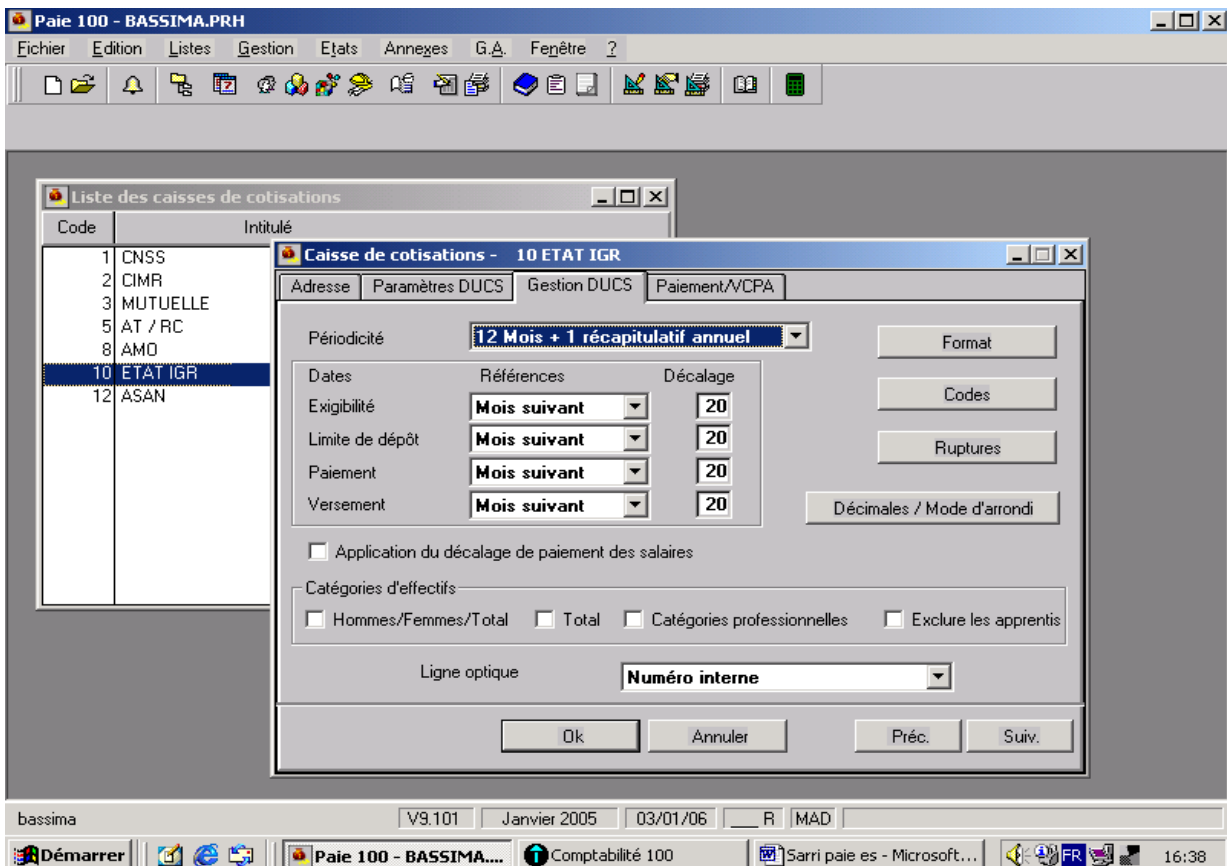 Paie 100 - BASSIMA.PRH
Fichier Edition Listes Gestion Etats Annexes G.A. Fenêtre ?
Liste des caisses de cotisations
Code Intitulé
1 CNSS
2 CIMR
3 MUTUELLE
5 AT / RC
8 AMO
10 ETAT IGR
12 ASAN
Caisse de cotisations - 10 ETAT IGR
Adresse Paramètres DUCS Gestion DUCS Paiement/VCPA
Périodicité 12 Mois + 1 récapitulatif annuel Format
Dates Références Décalage
Exigibilité Mois suivant 20 Codes
Limite de dépôt Mois suivant 20 Ruptures
Paiement Mois suivant 20
Versement Mois suivant 20 Décimales / Mode d'arrondi
Application du décalage de paiement des salaires
Catégories d'effectifs
Hommes/Femmes/Total Total Catégories professionnelles Exclure les apprentis
Ligne optique Numéro interne
Ok Annuler Préc. Suiv.
bassima V9.101 Janvier 2005 03/01/06 ___ R MAD
Démarrer Paie 100 - BASSIMA.... Comptabilité 100 Sarri paie es - Microsoft... FR 16:38